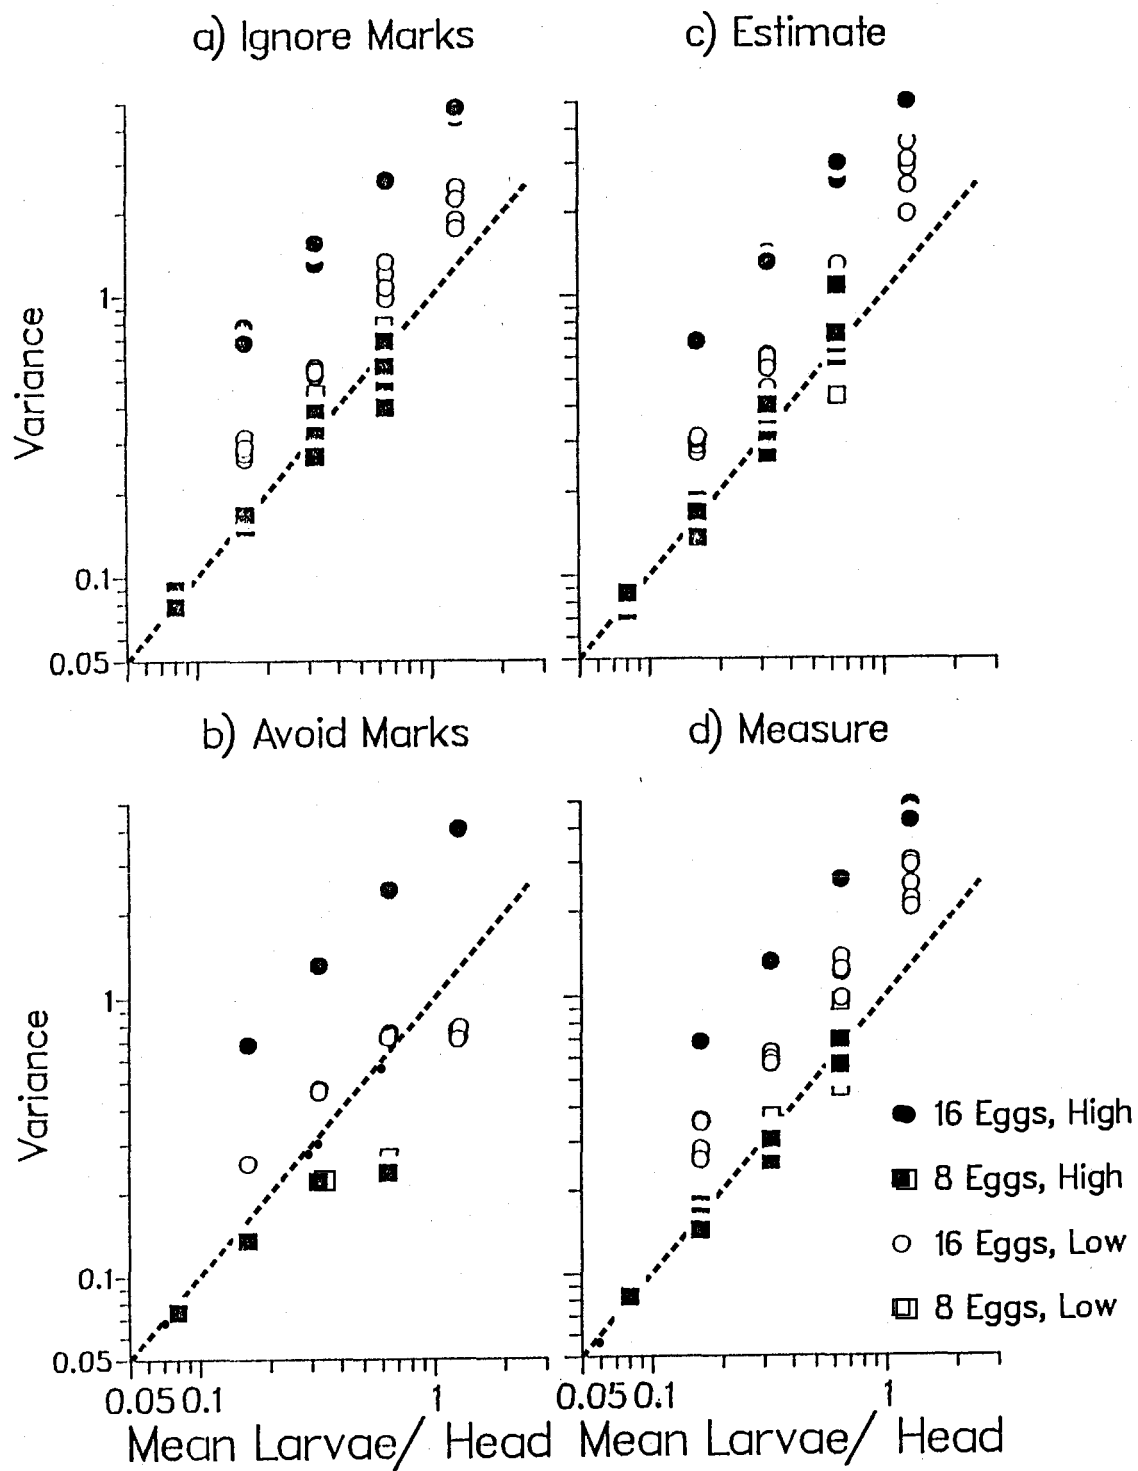 a) Ignore Marks
c) Estimate
Variance
1
0.1
0.05
b) Avoid Marks
d) Measure
Variance
1
0.1
0.05
16 Eggs, High
8 Eggs, High
16 Eggs, Low
8 Eggs, Low
0.05 0.1 1
0.05 0.1 1
Mean Larvae/ Head
Mean Larvae/ Head